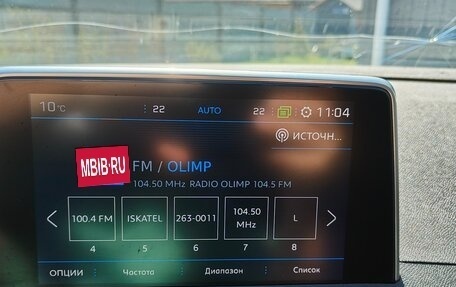 10 °C : 22 AUTO 22 : 11:04
ИСТОЧН...
MBIB·RU
FM / OLIMP
104.50 MHz RADIO OLIMP 104.5 FM
100.4 FM ISKATEL 263-0011 104.50 MHz L
4 5 6 7 8
ОПЦИИ Частота Диапазон Список